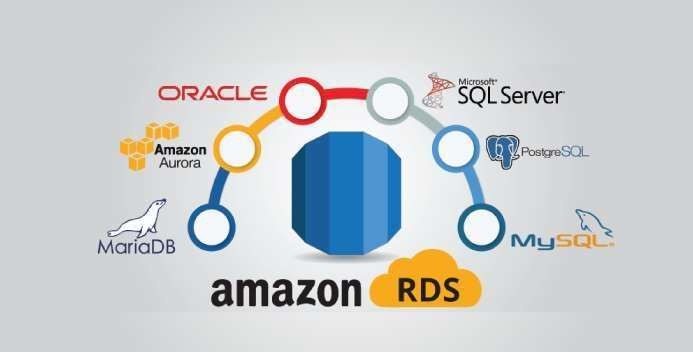 ORACLE
Microsoft®
SQL Server®
Amazon
Aurora
PostgreSQL
MariaDB
MySQL®
amazon RDS